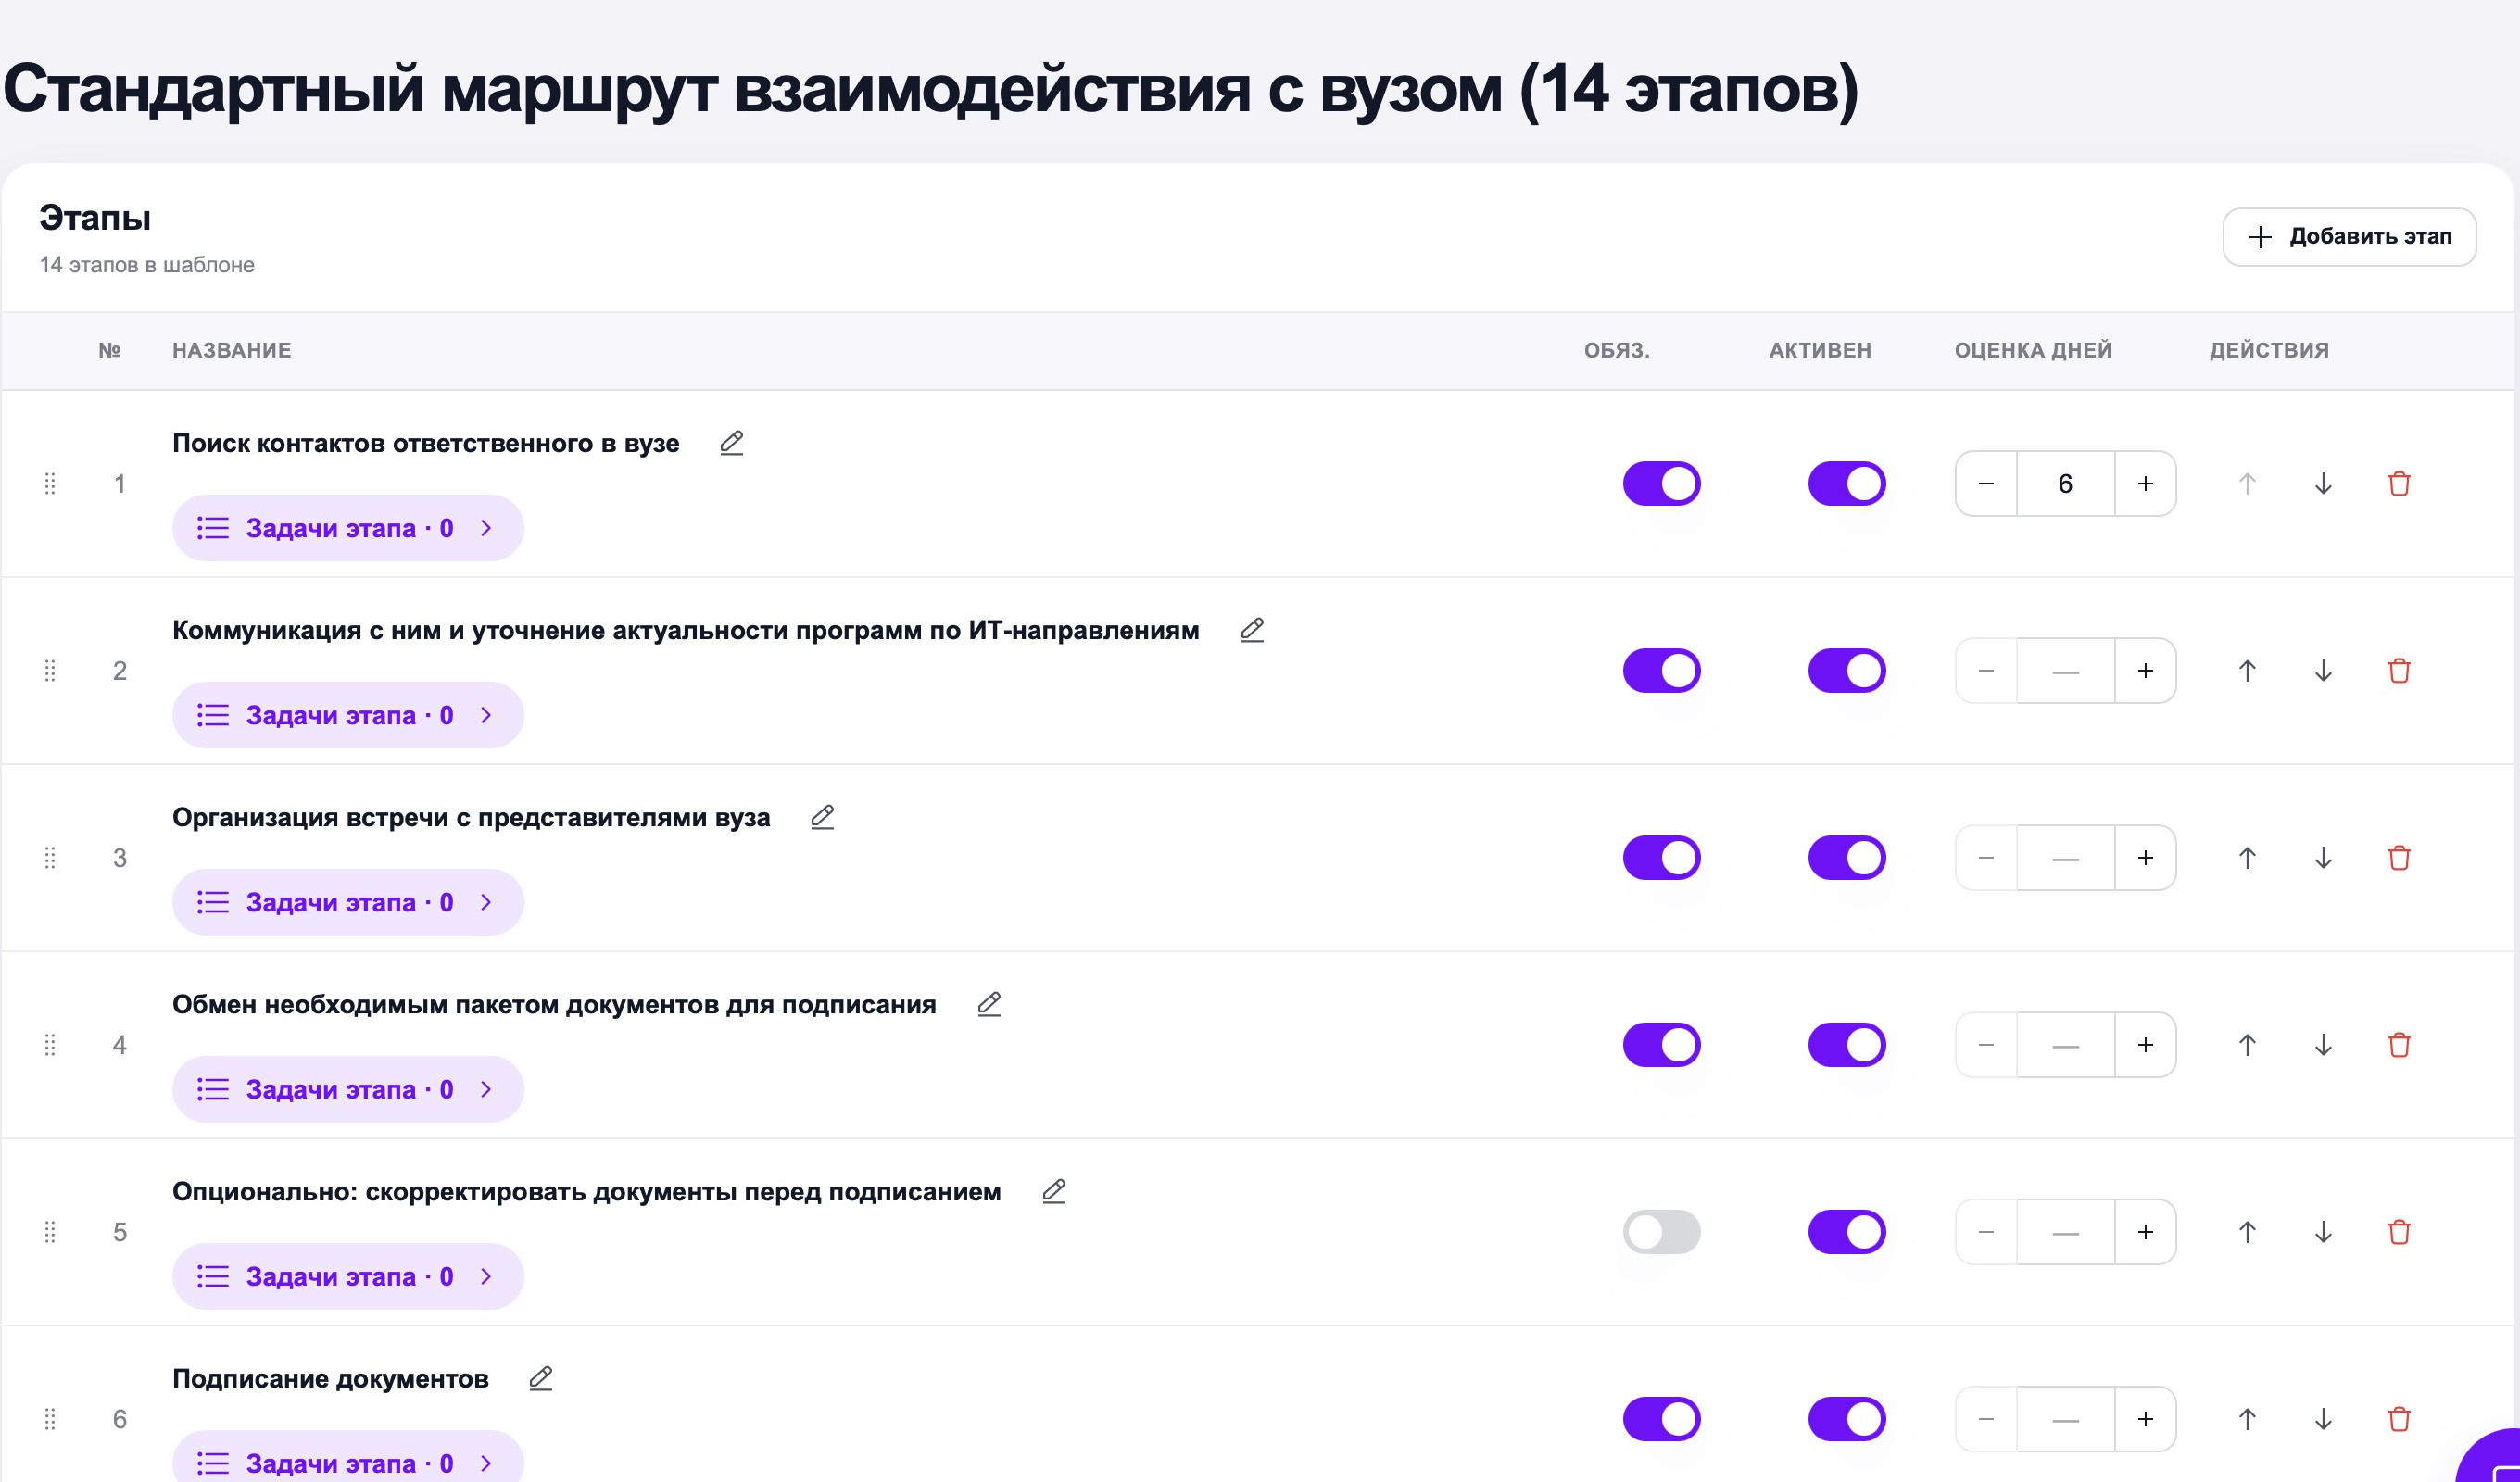 Стандартный маршрут взаимодействия с вузом (14 этапов)
Этапы
14 этапов в шаблоне
Добавить этап
№ НАЗВАНИЕ ОБЯЗ. АКТИВЕН ОЦЕНКА ДНЕЙ ДЕЙСТВИЯ
Поиск контактов ответственного в вузе
1 − 6 +
Задачи этапа · 0
Коммуникация с ним и уточнение актуальности программ по ИТ-направлениям
2 − — +
Задачи этапа · 0
Организация встречи с представителями вуза
3 − — +
Задачи этапа · 0
Обмен необходимым пакетом документов для подписания
4 − — +
Задачи этапа · 0
Опционально: скорректировать документы перед подписанием
5 − — +
Задачи этапа · 0
Подписание документов
6 − — +
Задачи этапа · 0